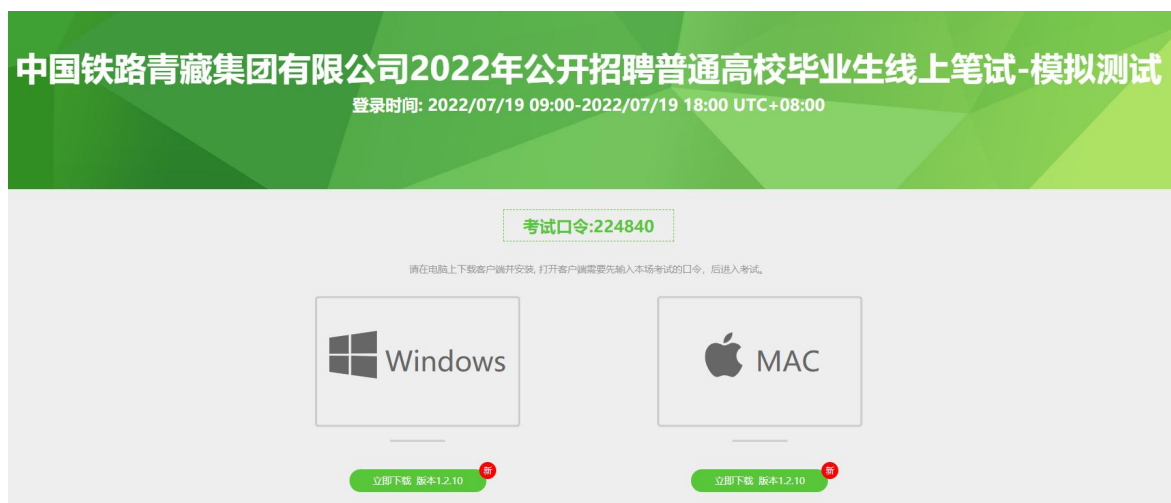 中国铁路青藏集团有限公司2022年公开招聘普通高校毕业生线上笔试-模拟测试
登录时间: 2022/07/19 09:00-2022/07/19 18:00 UTC+08:00
考试口令:224840
请在电脑上下载客户端并安装, 打开客户端需要先输入本场考试的口令，后进入考试。
Windows
MAC
立即下载 版本1.2.10 新
立即下载 版本1.2.10 新